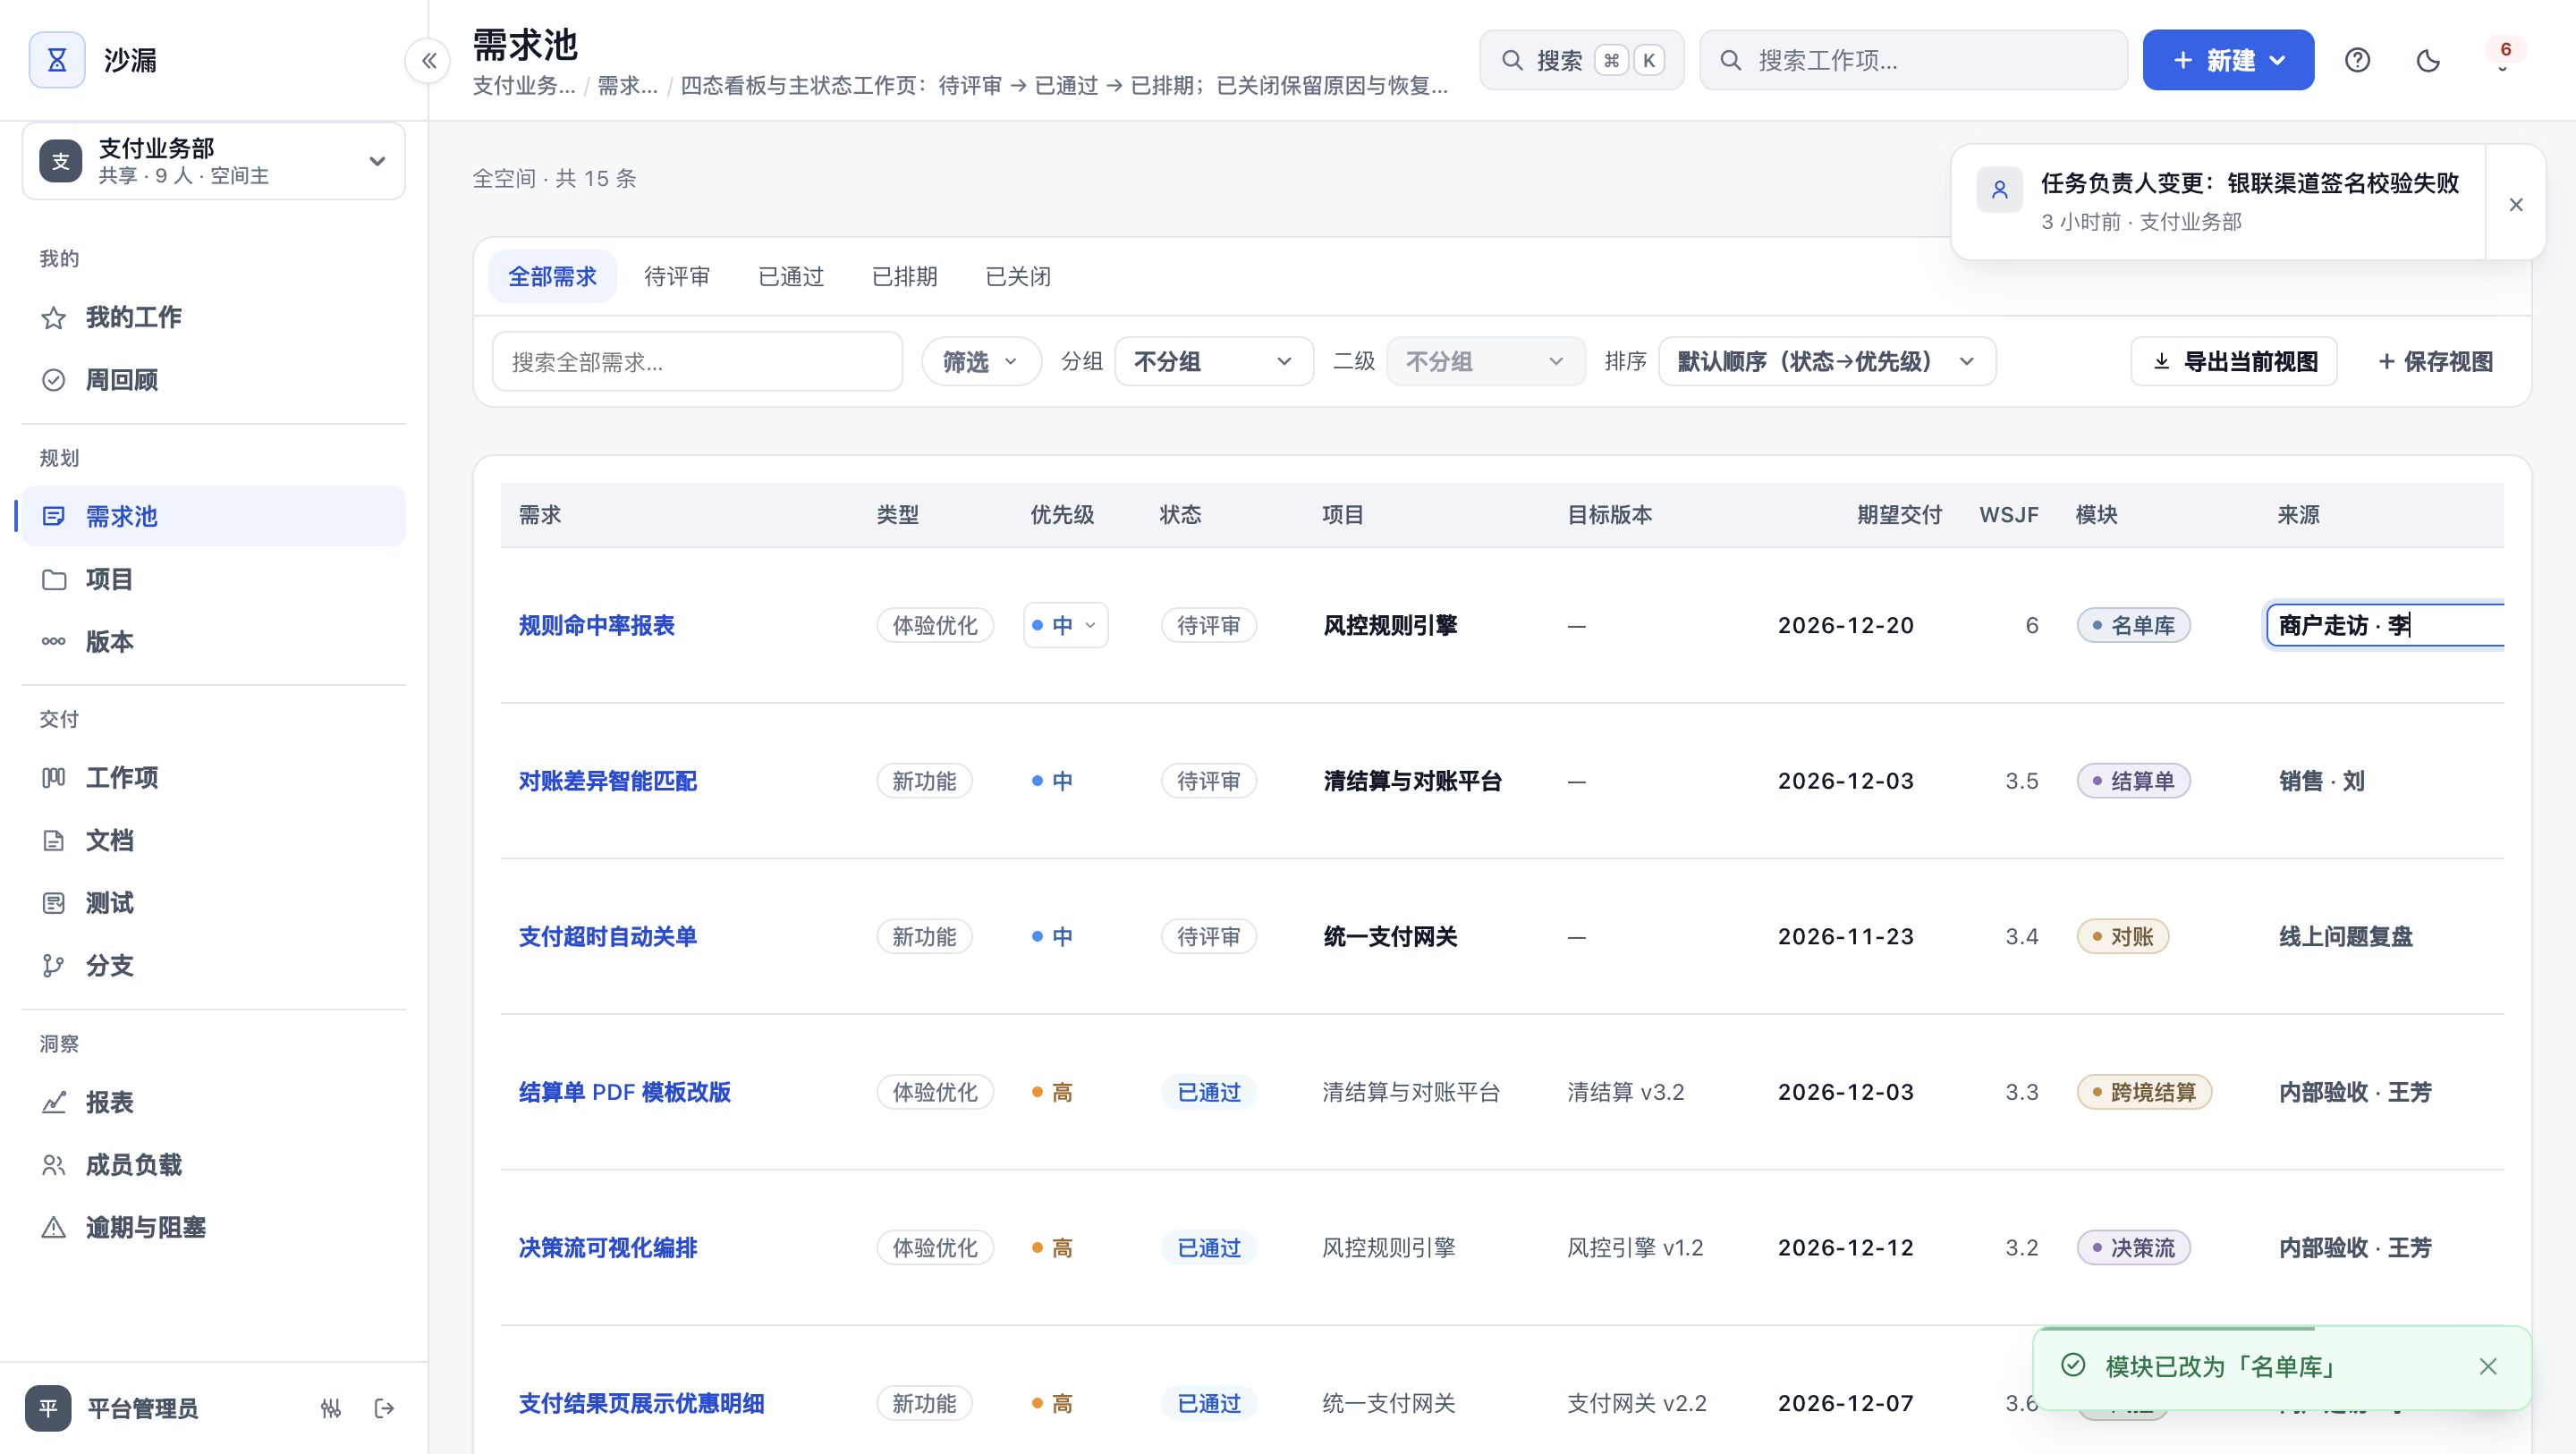 沙漏
支付业务部
支
共享 · 9 人 · 空间主
我的
我的工作
周回顾
规划
需求池
项目
版本
交付
工作项
文档
测试
分支
洞察
报表
成员负载
逾期与阻塞
平
平台管理员
需求池
支付业务... / 需求... / 四态看板与主状态工作页：待评审 → 已通过 → 已排期；已关闭保留原因与恢复...
搜索 ⌘ K
搜索工作项...
+ 新建
6
任务负责人变更：银联渠道签名校验失败
3 小时前 · 支付业务部
全空间 · 共 15 条
全部需求 待评审 已通过 已排期 已关闭
搜索全部需求... 筛选 分组 不分组 二级 不分组 排序 默认顺序（状态→优先级） 导出当前视图 + 保存视图
需求 类型 优先级 状态 项目 目标版本 期望交付 WSJF 模块 来源
规则命中率报表 体验优化 中 待评审 风控规则引擎 — 2026-12-20 6 名单库 商户走访 · 李
对账差异智能匹配 新功能 中 待评审 清结算与对账平台 — 2026-12-03 3.5 结算单 销售 · 刘
支付超时自动关单 新功能 中 待评审 统一支付网关 — 2026-11-23 3.4 对账 线上问题复盘
结算单 PDF 模板改版 体验优化 高 已通过 清结算与对账平台 清结算 v3.2 2026-12-03 3.3 跨境结算 内部验收 · 王芳
决策流可视化编排 体验优化 高 已通过 风控规则引擎 风控引擎 v1.2 2026-12-12 3.2 决策流 内部验收 · 王芳
支付结果页展示优惠明细 新功能 高 已通过 统一支付网关 支付网关 v2.2 2026-12-07 3.6
模块已改为「名单库」